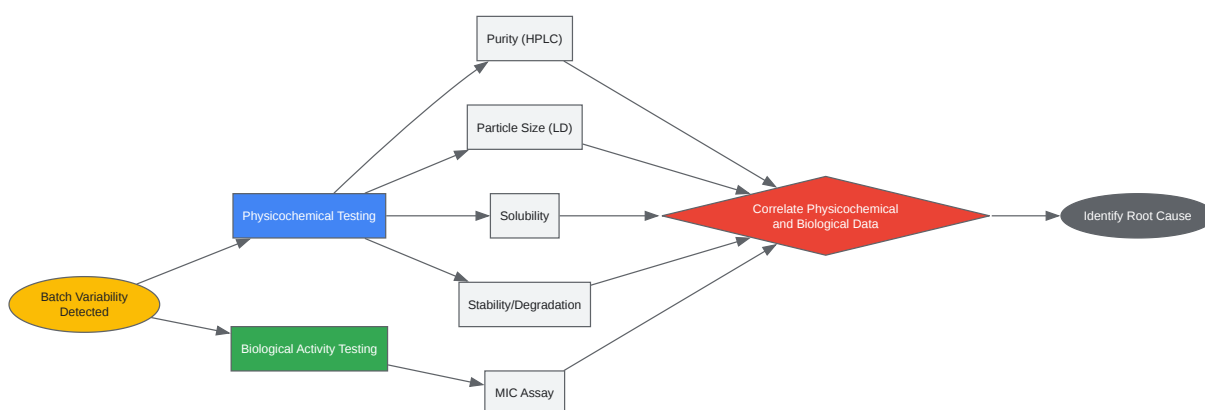 Purity (HPLC)
Particle Size (LD)
Physicochemical Testing
Solubility
Correlate Physicochemical
and Biological Data
Identify Root Cause
Batch Variability
Detected
Stability/Degradation
Biological Activity Testing
MIC Assay